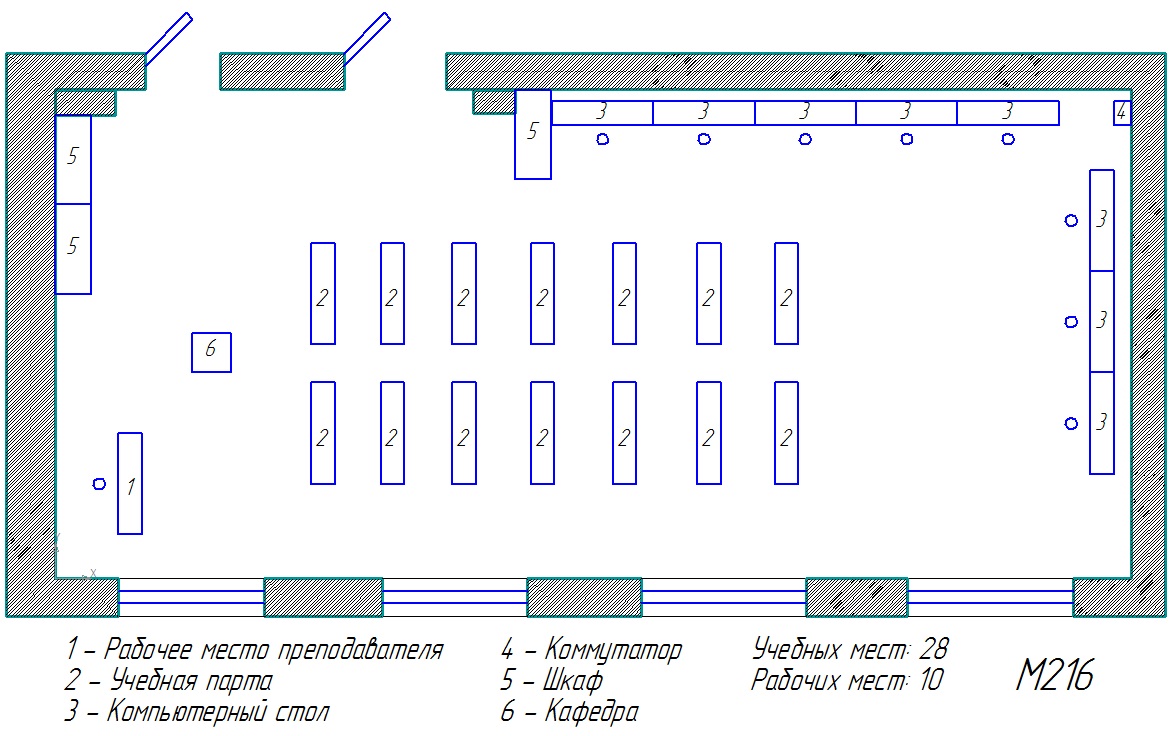 3 3 3 3 3 4
5 5
5
3
3
3
2 2 2 2 2 2 2
6
2 2 2 2 2 2 2
1
Y
X
1 – Рабочее место преподавателя
2 – Учебная парта
3 – Компьютерный стол
4 – Коммутатор
5 – Шкаф
6 – Кафедра
Учебных мест: 28
Рабочих мест: 10
М216